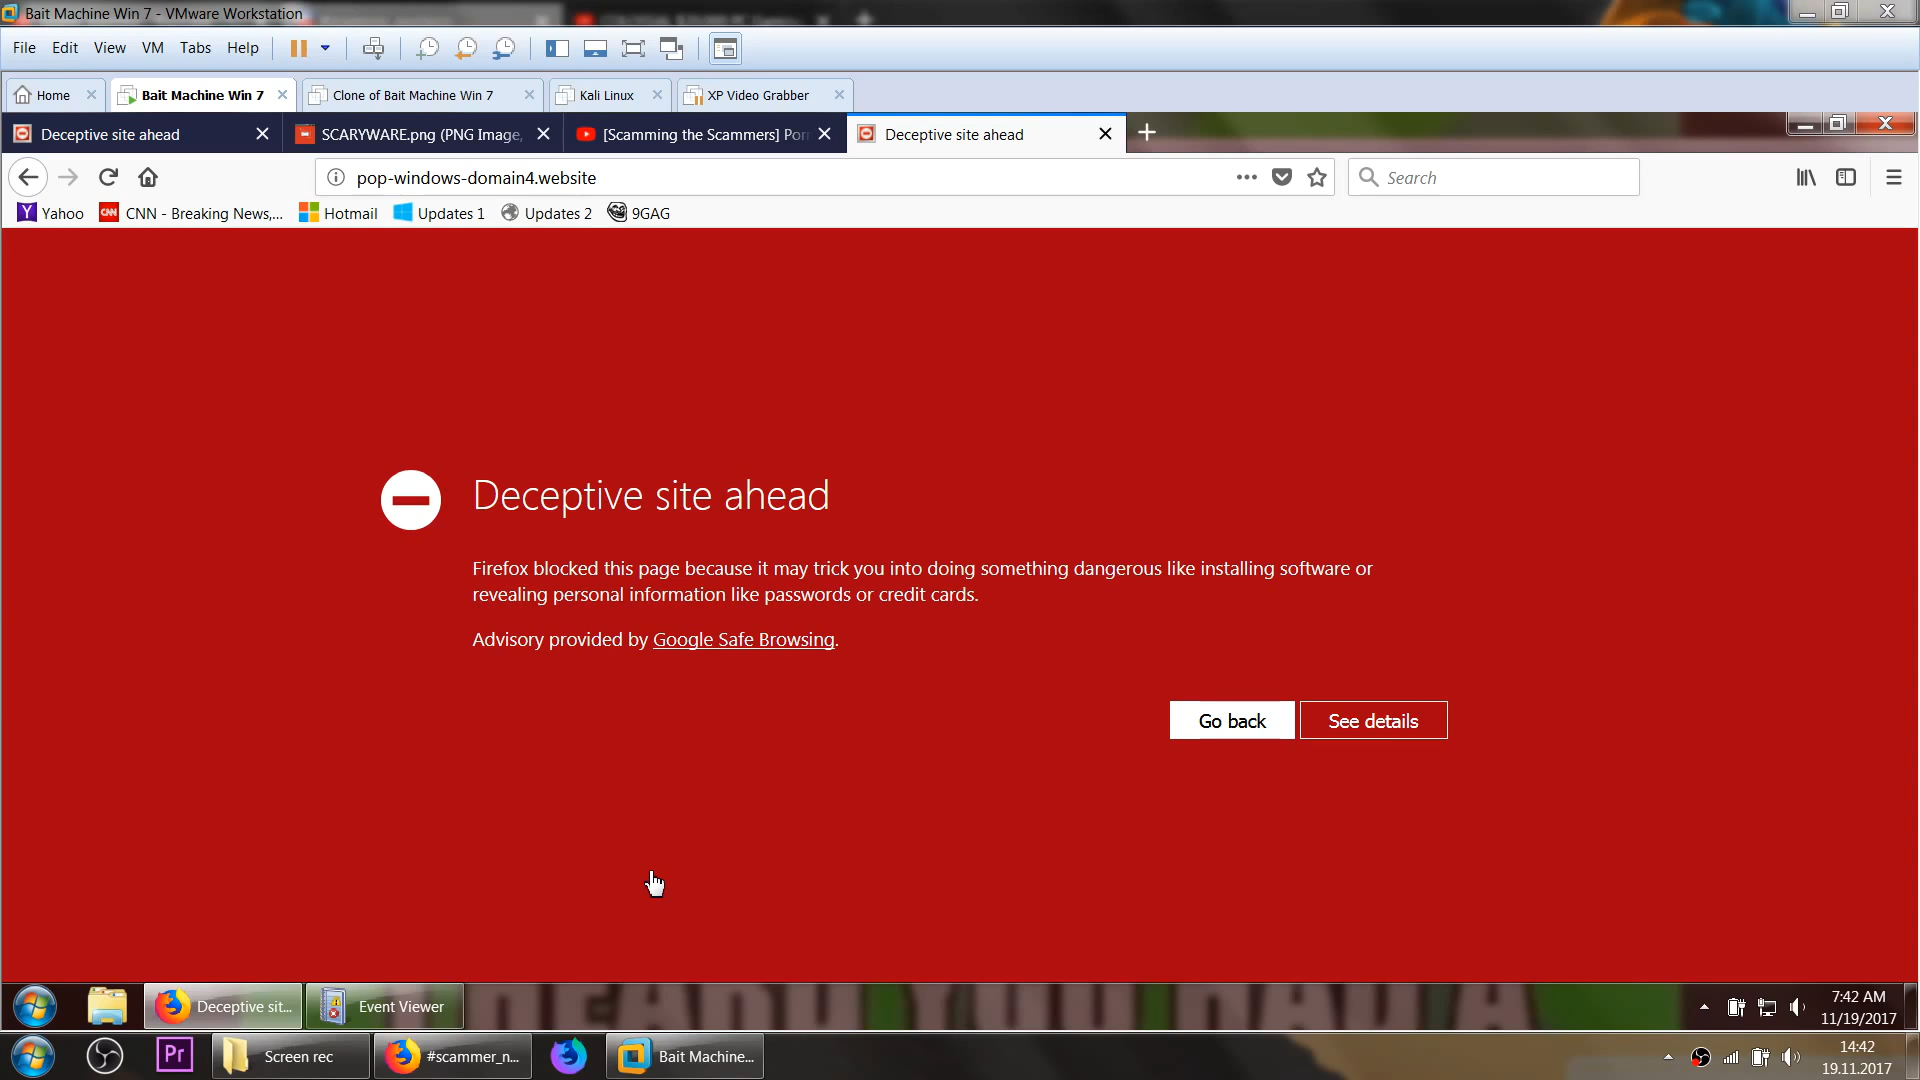 Bait Machine Win 7 - VMware Workstation
File Edit View VM Tabs Help
Home Bait Machine Win 7 Clone of Bait Machine Win 7 Kali Linux XP Video Grabber
Deceptive site ahead SCARYWARE.png (PNG Image, [Scamming the Scammers] Por Deceptive site ahead
pop-windows-domain4.website Search
Yahoo CNN - Breaking News,... Hotmail Updates 1 Updates 2 9GAG
Deceptive site ahead
Firefox blocked this page because it may trick you into doing something dangerous like installing software or
revealing personal information like passwords or credit cards.
Advisory provided by Google Safe Browsing.
Go back See details
Deceptive sit... Event Viewer
7:42 AM
11/19/2017
Pr Screen rec #scammer_n... Bait Machine...
14:42
19.11.2017